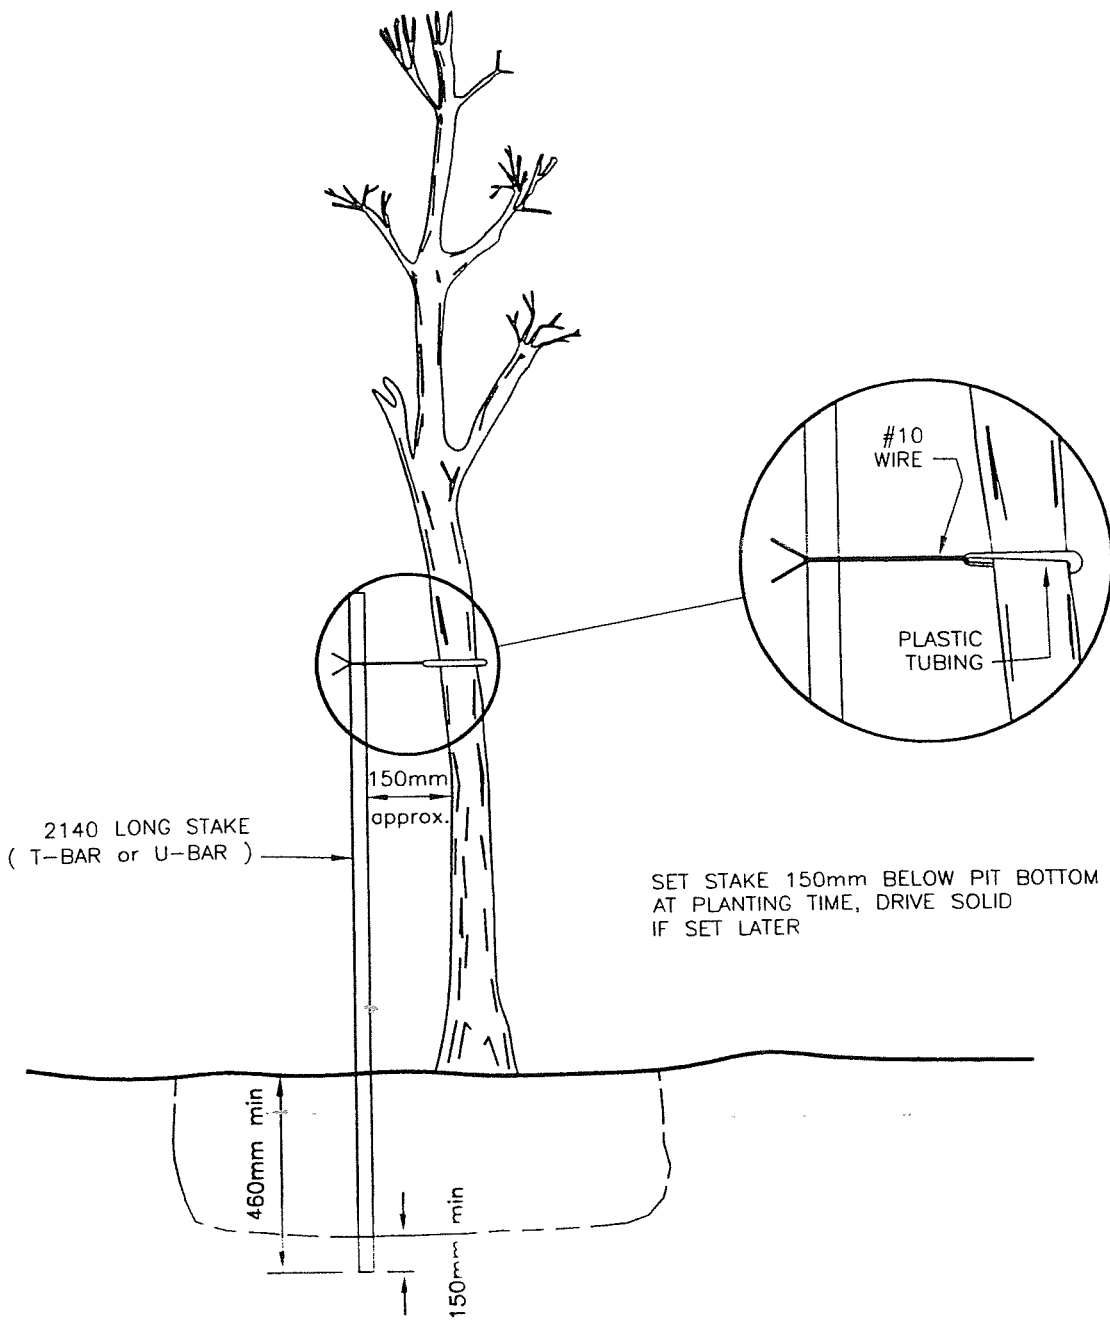 #10
WIRE
PLASTIC
TUBING
150mm
approx.
2140 LONG STAKE
( T-BAR or U-BAR )
SET STAKE 150mm BELOW PIT BOTTOM
AT PLANTING TIME, DRIVE SOLID
IF SET LATER
460mm min
150mm min